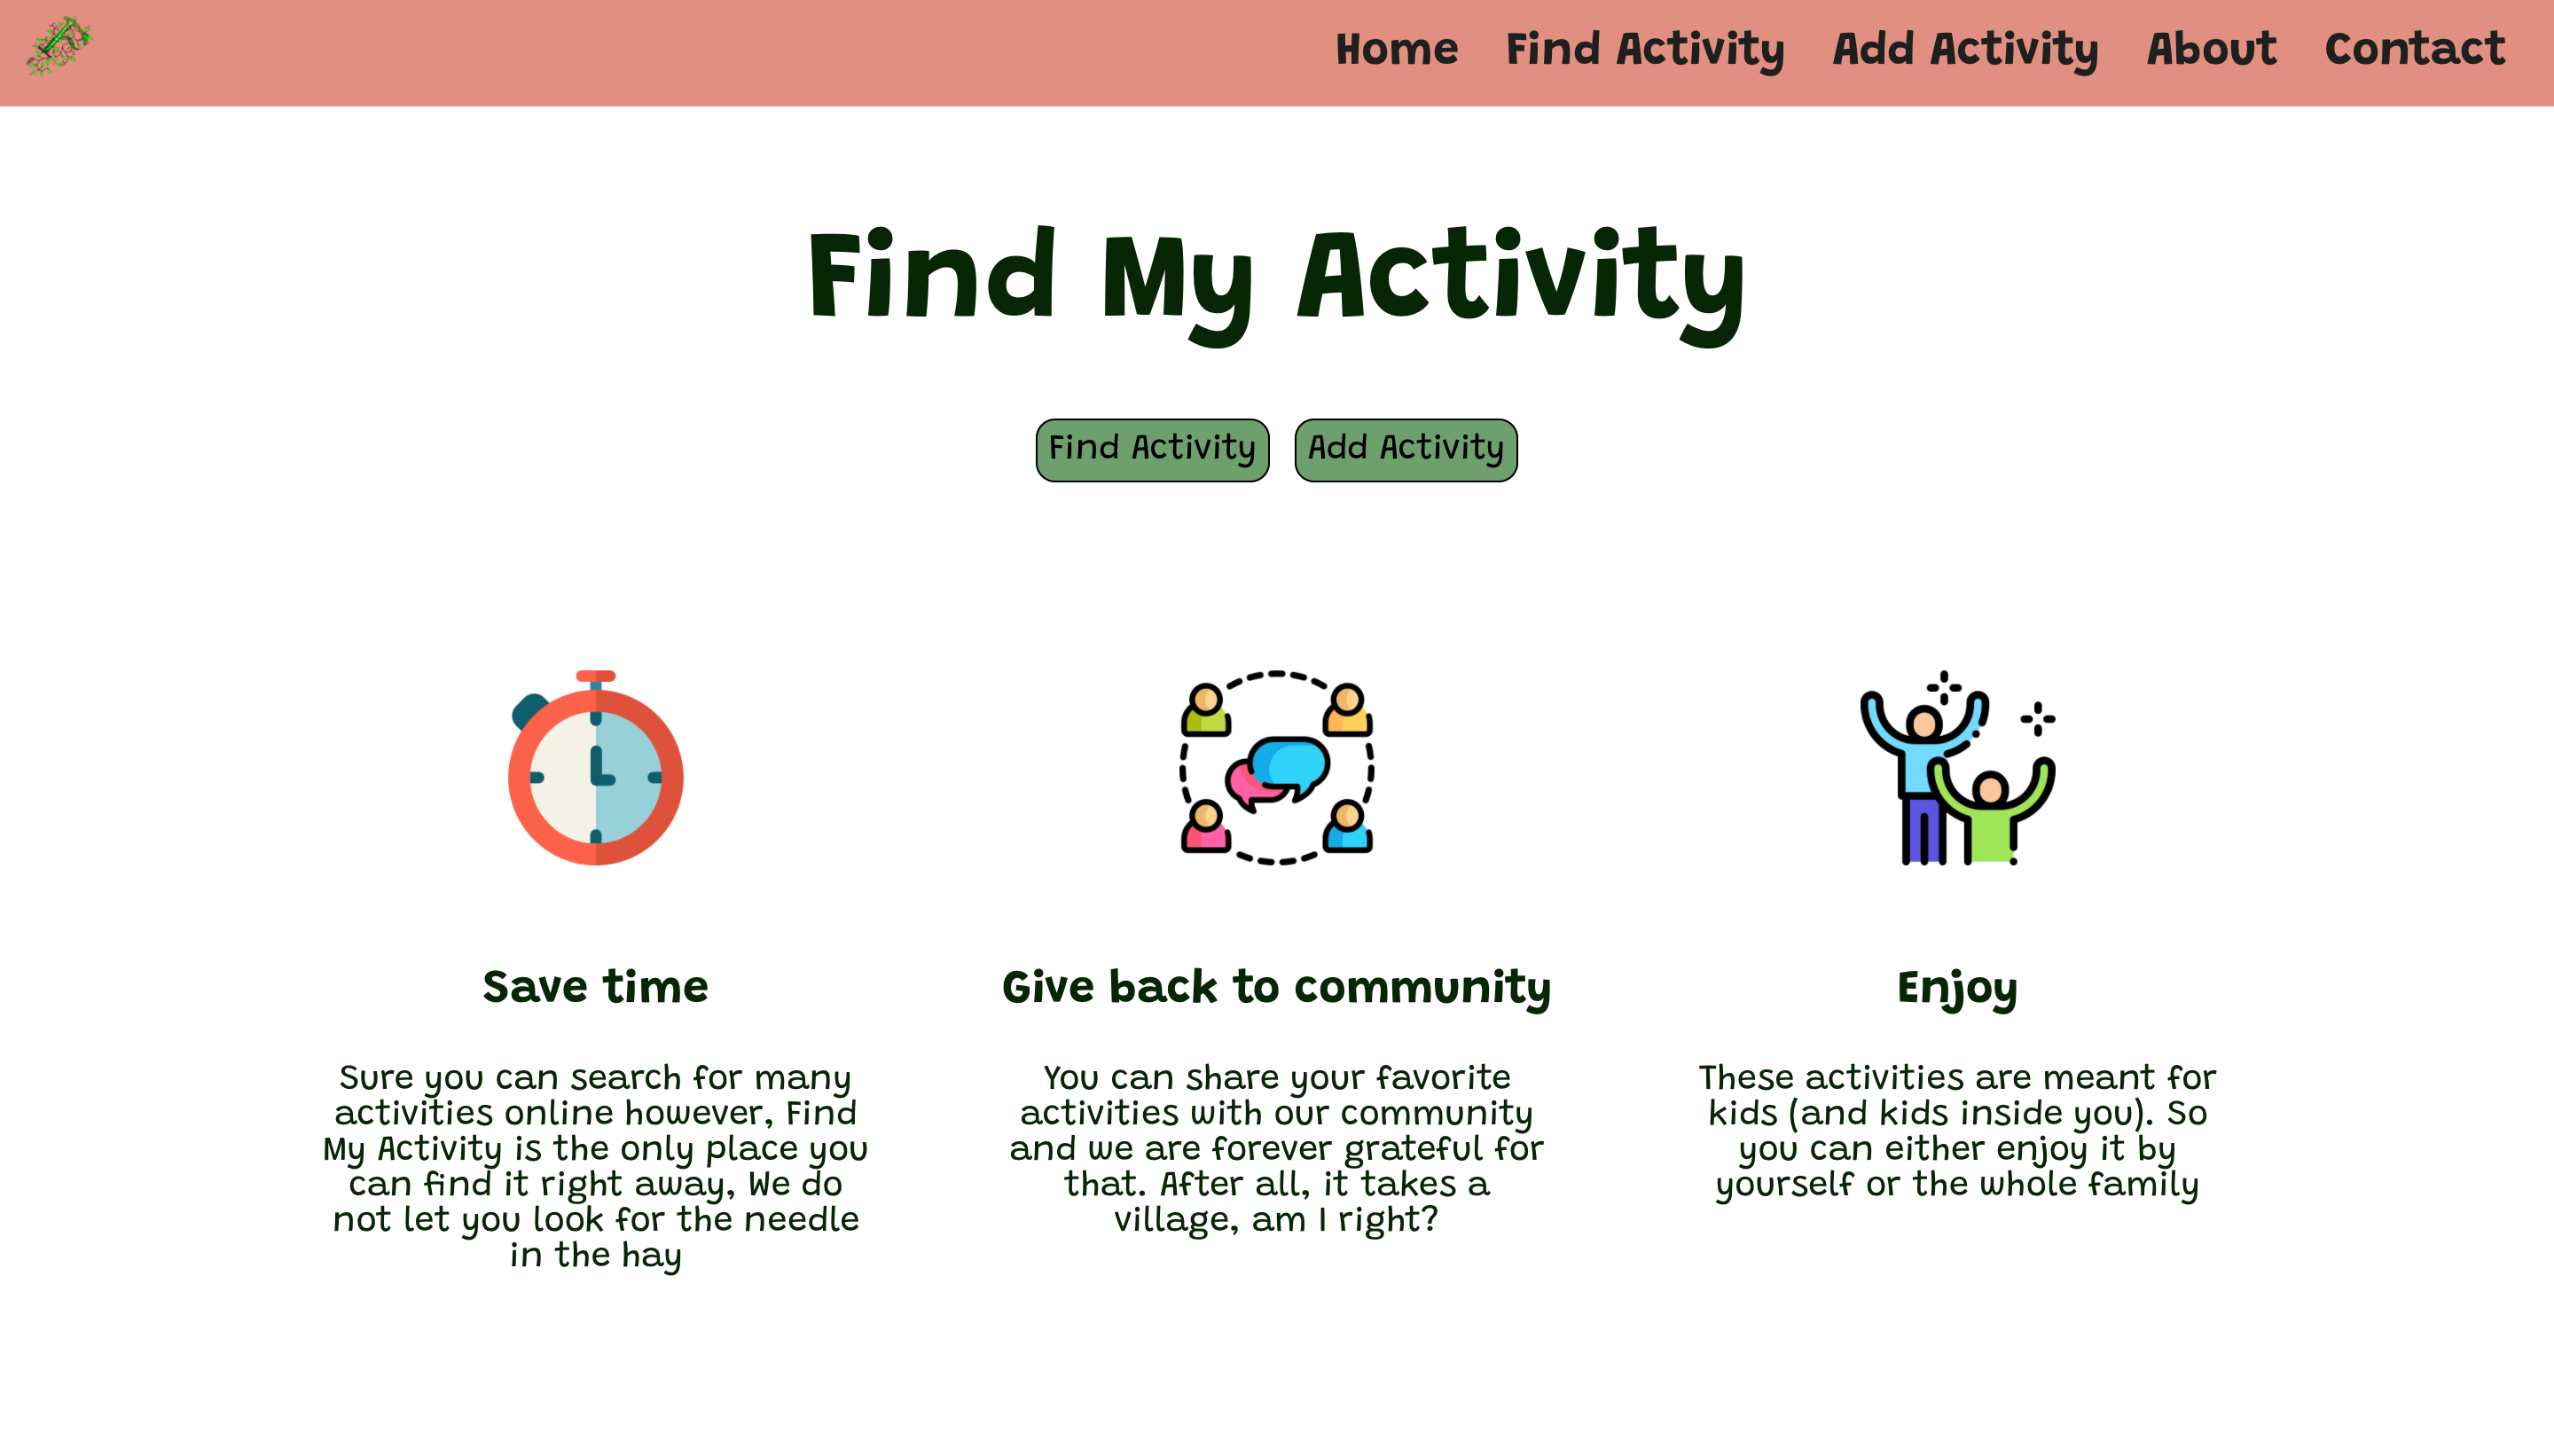 Home Find Activity Add Activity About Contact
Find My Activity
Find Activity Add Activity
Save time
Sure you can search for many
activities online however, Find
My Activity is the only place you
can find it right away, We do
not let you look for the needle
in the hay
Give back to community
You can share your favorite
activities with our community
and we are forever grateful for
that. After all, it takes a
village, am I right?
Enjoy
These activities are meant for
kids (and kids inside you). So
you can either enjoy it by
yourself or the whole family